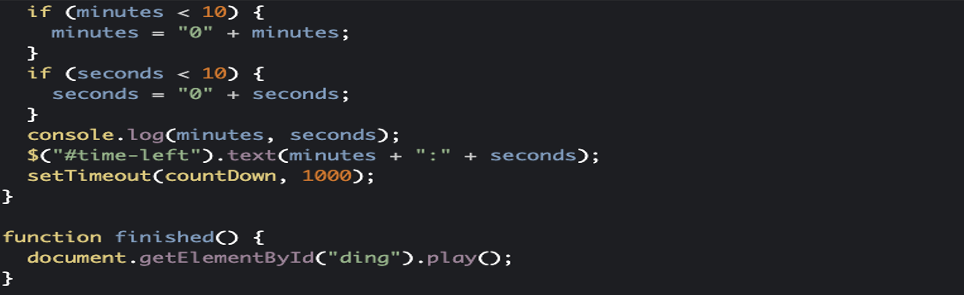 if (minutes < 10) {
minutes = "0" + minutes;
}
if (seconds < 10) {
seconds = "0" + seconds;
}
console.log(minutes, seconds);
$("#time-left").text(minutes + ":" + seconds);
setTimeout(countDown, 1000);
}
function finished() {
document.getElementById("ding").play();
}